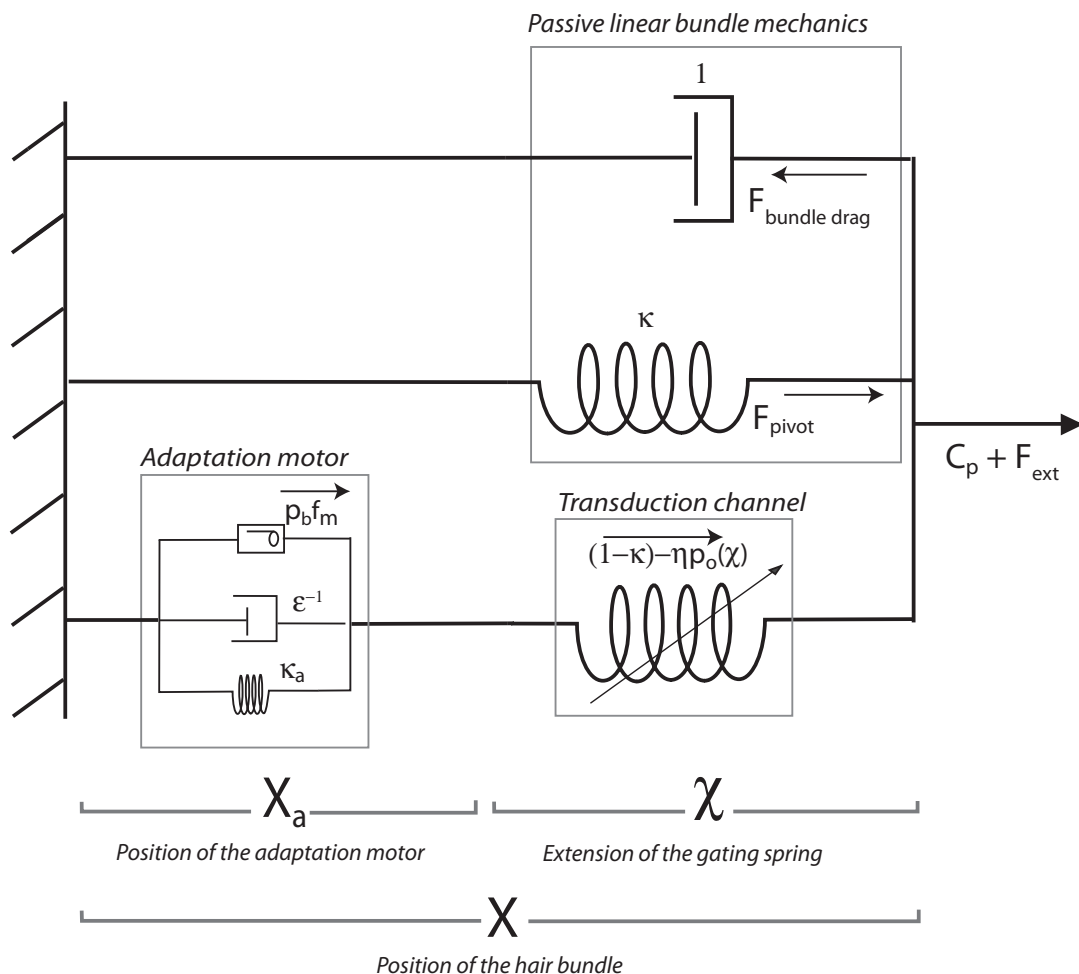 Passive linear bundle mechanics
1
F_bundle drag
κ
F_pivot
C_p + F_ext
Adaptation motor
p_b f_m
ε⁻¹
κ_a
Transduction channel
(1−κ)−ηp_o(χ)
X_a
χ
Position of the adaptation motor
Extension of the gating spring
X
Position of the hair bundle